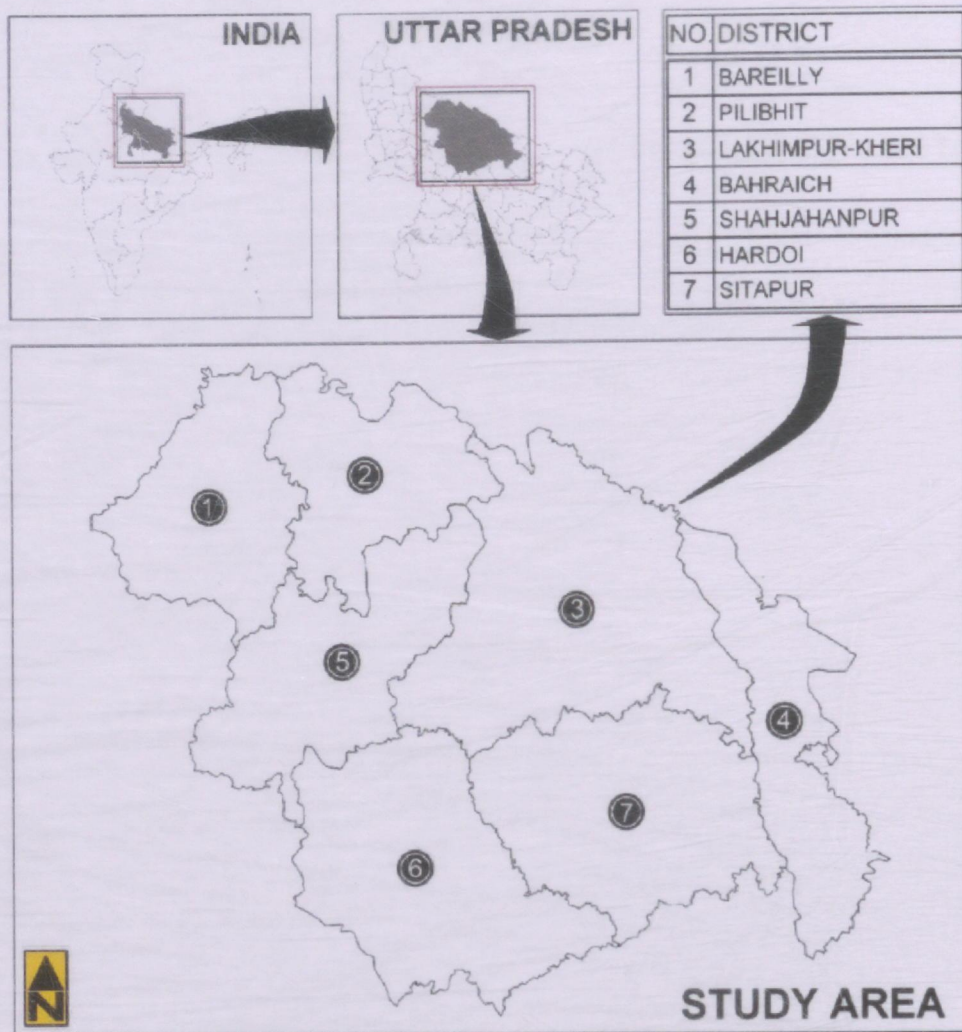 INDIA
UTTAR PRADESH
NO. DISTRICT
1 BAREILLY
2 PILIBHIT
3 LAKHIMPUR-KHERI
4 BAHRAICH
5 SHAHJAHANPUR
6 HARDOI
7 SITAPUR
1
2
3
4
5
6
7
N
STUDY AREA